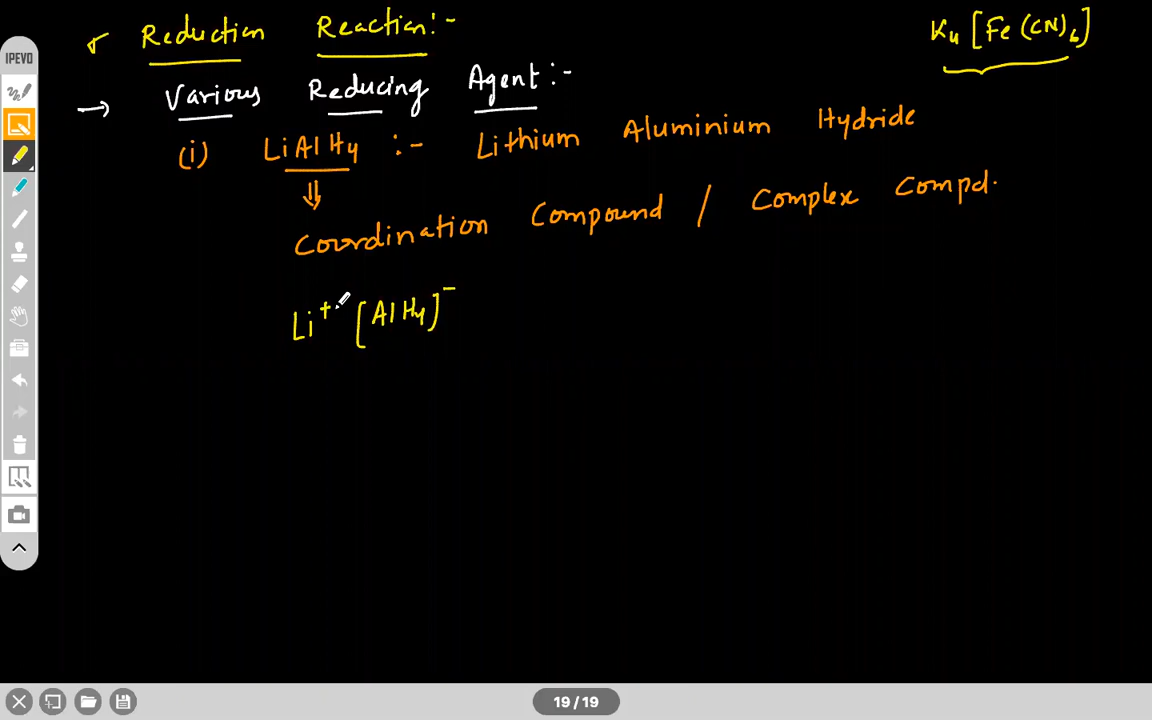 Reduction Reaction:-
K4 [Fe (CN)6]
→ Various Reducing Agent:-
(i) LiAlH4 :- Lithium Aluminium Hydride
⇓
Coordination Compound / Complex Compd.
Li+ [AlH4]-
IPEVO
19 / 19